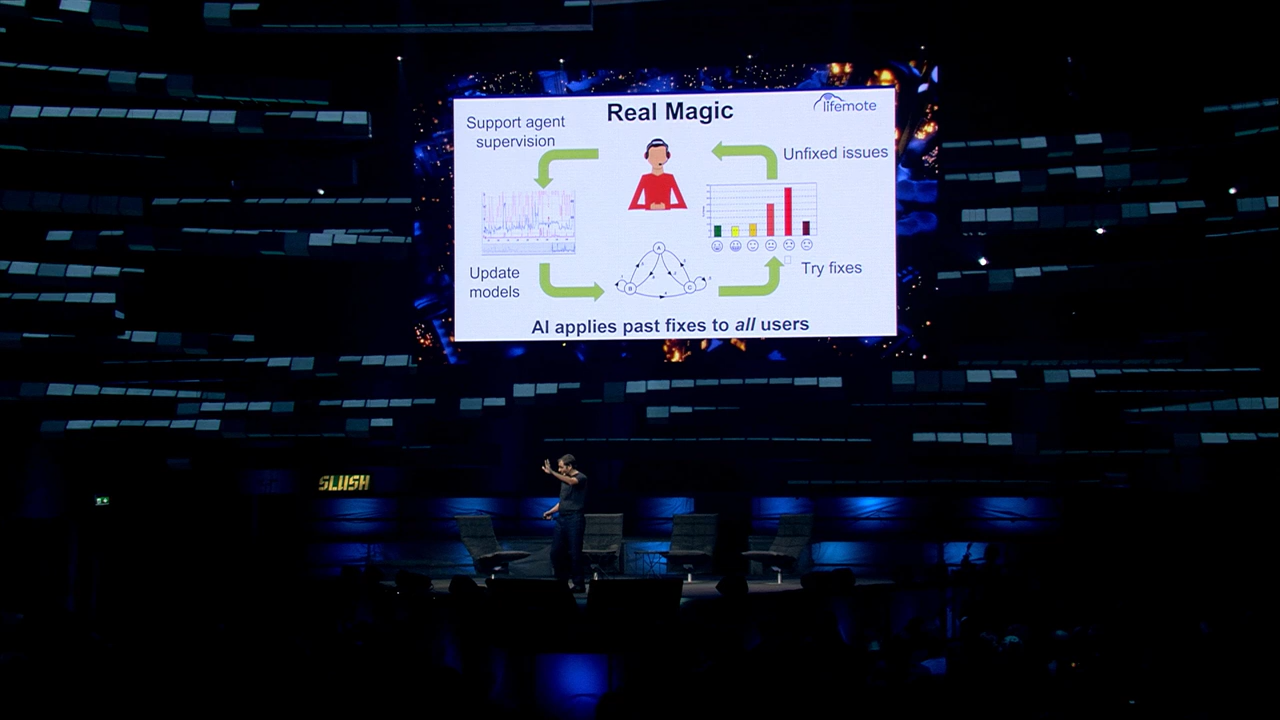 Real Magic
lifemote
Support agent
supervision
Unfixed issues
Update
models
A
B
C
Try fixes
AI applies past fixes to all users
SLUSH